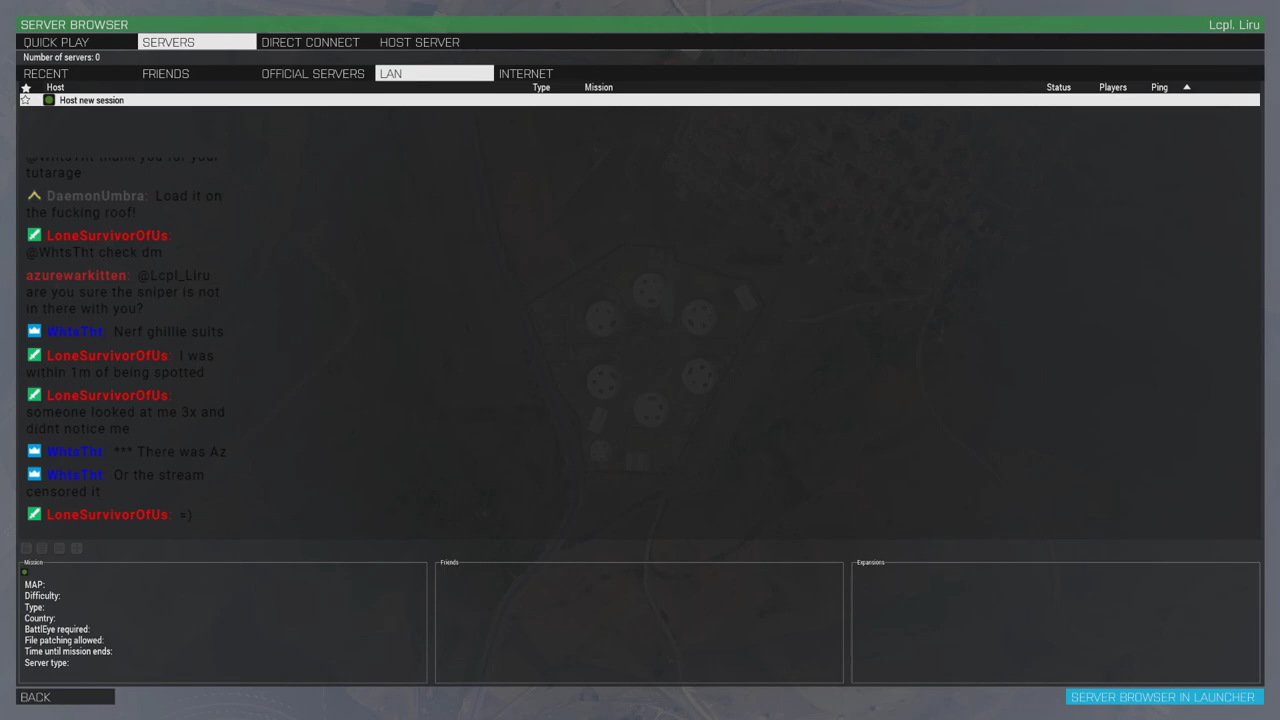 SERVER BROWSER
Lcpl. Liru
QUICK PLAY
SERVERS
DIRECT CONNECT
HOST SERVER
Number of servers: 0
RECENT
FRIENDS
OFFICIAL SERVERS
LAN
INTERNET
Host
Type
Mission
Status
Players
Ping
Host new session
@WhtsTht thank you for your
tutarage
DaemonUmbra: Load it on
the fucking roof!
LoneSurvivorOfUs:
@WhtsTht check dm
azurewarkitten: @Lcpl_Liru
are you sure the sniper is not
in there with you?
WhtsTht: Nerf ghillie suits
LoneSurvivorOfUs: I was
within 1m of being spotted
LoneSurvivorOfUs:
someone looked at me 3x and
didnt notice me
WhtsTht: *** There was Az
WhtsTht: Or the stream
censored it
LoneSurvivorOfUs: =)
Mission
Friends
Expansions
MAP:
Difficulty:
Type:
Country:
BattlEye required:
File patching allowed:
Time until mission ends:
Server type:
BACK
SERVER BROWSER IN LAUNCHER